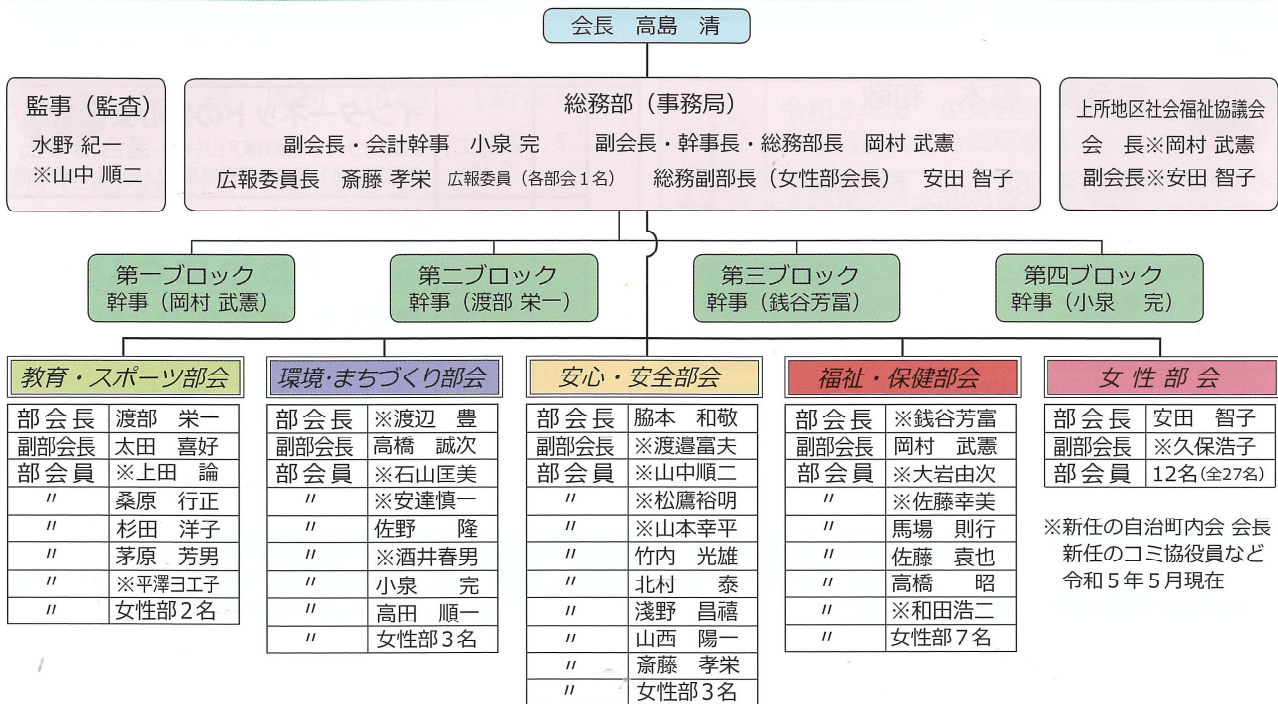 会長 高島 清
監事（監査）
水野 紀一
※山中 順二
総務部（事務局）
副会長・会計幹事 小泉 完 副会長・幹事長・総務部長 岡村 武憲
広報委員長 斎藤 孝栄 広報委員（各部会１名） 総務副部長（女性部会長） 安田 智子
上所地区社会福祉協議会
会 長※岡村 武憲
副会長※安田 智子
第一ブロック
幹事（岡村 武憲）
第二ブロック
幹事（渡部 栄一）
第三ブロック
幹事（銭谷芳富）
第四ブロック
幹事（小泉 完）
教育・スポーツ部会
部会長 渡部 栄一
副部会長 太田 喜好
部会員 ※上田 論
〃 桑原 行正
〃 杉田 洋子
〃 茅原 芳男
〃 ※平澤ヨエ子
〃 女性部２名
環境・まちづくり部会
部会長 ※渡辺 豊
副部会長 高橋 誠次
部会員 ※石山匡美
〃 ※安達慎一
〃 佐野 隆
〃 ※酒井春男
〃 小泉 完
〃 高田 順一
〃 女性部３名
安心・安全部会
部会長 脇本 和敬
副部会長 ※渡邉富夫
部会員 ※山中順二
〃 ※松鷹裕明
〃 ※山本幸平
〃 竹内 光雄
〃 北村 泰
〃 淺野 昌禧
〃 山西 陽一
〃 斎藤 孝栄
〃 女性部３名
福祉・保健部会
部会長 ※銭谷芳富
副部会長 岡村 武憲
部会員 ※大岩由次
〃 ※佐藤幸美
〃 馬場 則行
〃 佐藤 袁也
〃 高橋 昭
〃 ※和田浩二
〃 女性部７名
女性部会
部会長 安田 智子
副部会長 ※久保浩子
部会員 12名(全27名)
※新任の自治町内会 会長
新任のコミ協役員など
令和５年５月現在